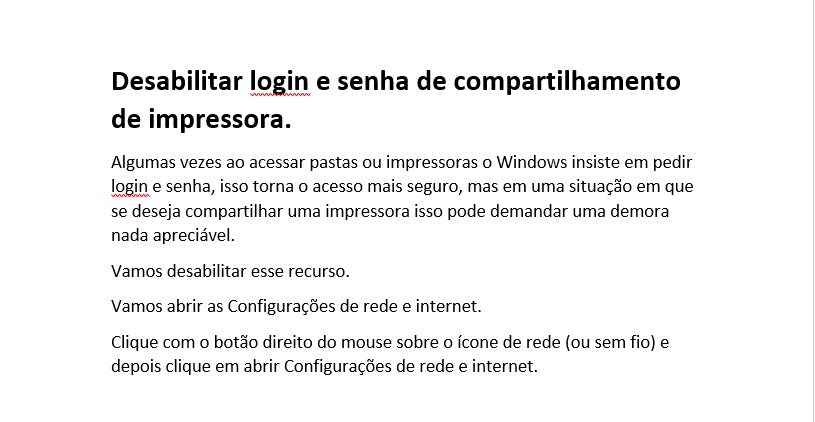 Desabilitar login e senha de compartilhamento
de impressora.
Algumas vezes ao acessar pastas ou impressoras o Windows insiste em pedir
login e senha, isso torna o acesso mais seguro, mas em uma situação em que
se deseja compartilhar uma impressora isso pode demandar uma demora
nada apreciável.
Vamos desabilitar esse recurso.
Vamos abrir as Configurações de rede e internet.
Clique com o botão direito do mouse sobre o ícone de rede (ou sem fio) e
depois clique em abrir Configurações de rede e internet.